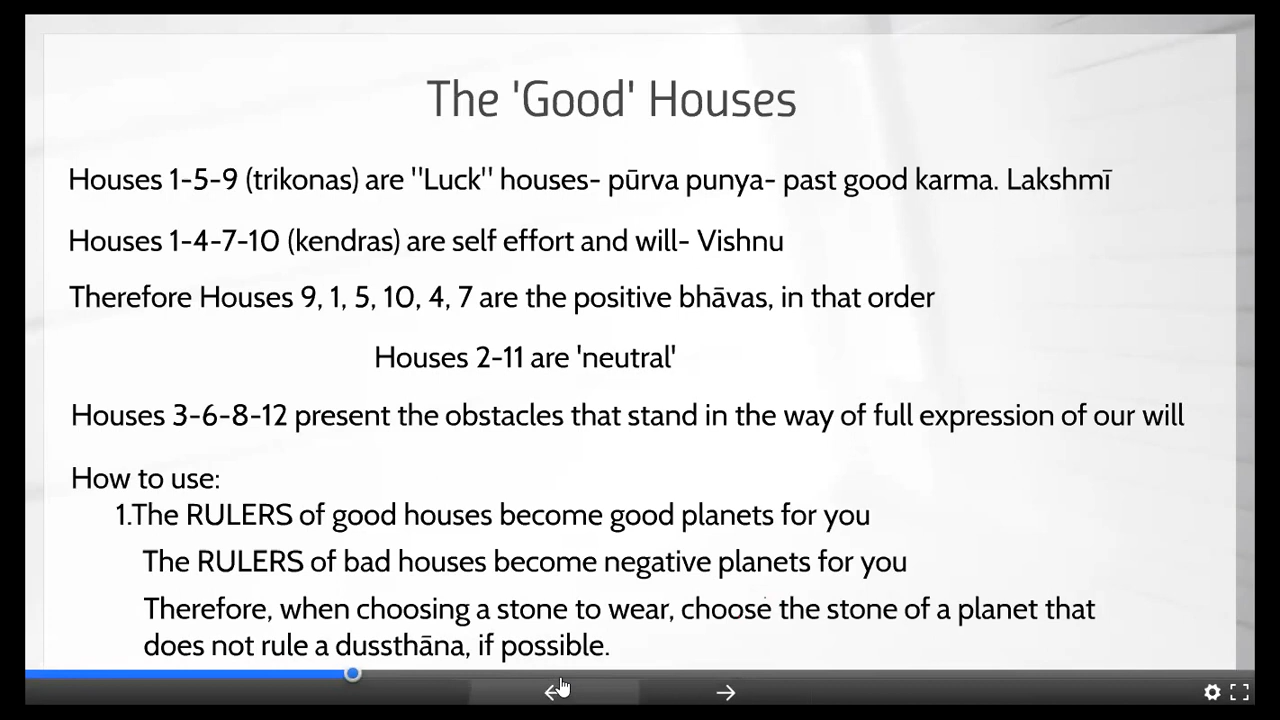 The 'Good' Houses
Houses 1-5-9 (trikonas) are "Luck" houses- pūrva punya- past good karma. Lakshmī
Houses 1-4-7-10 (kendras) are self effort and will- Vishnu
Therefore Houses 9, 1, 5, 10, 4, 7 are the positive bhāvas, in that order
Houses 2-11 are 'neutral'
Houses 3-6-8-12 present the obstacles that stand in the way of full expression of our will
How to use:
1.The RULERS of good houses become good planets for you
The RULERS of bad houses become negative planets for you
Therefore, when choosing a stone to wear, choose the stone of a planet that
does not rule a dussthāna, if possible.